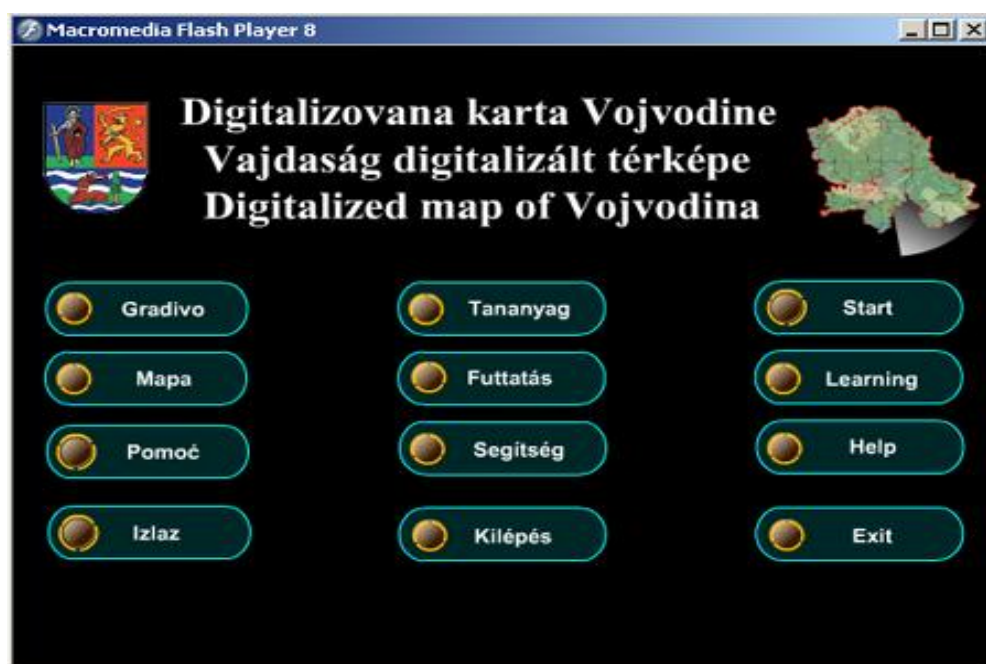 Macromedia Flash Player 8
Digitalizovana karta Vojvodine
Vajdaság digitalizált térképe
Digitalized map of Vojvodina
Gradivo
Tananyag
Start
Mapa
Futtatás
Learning
Pomoć
Segítség
Help
Izlaz
Kilépés
Exit